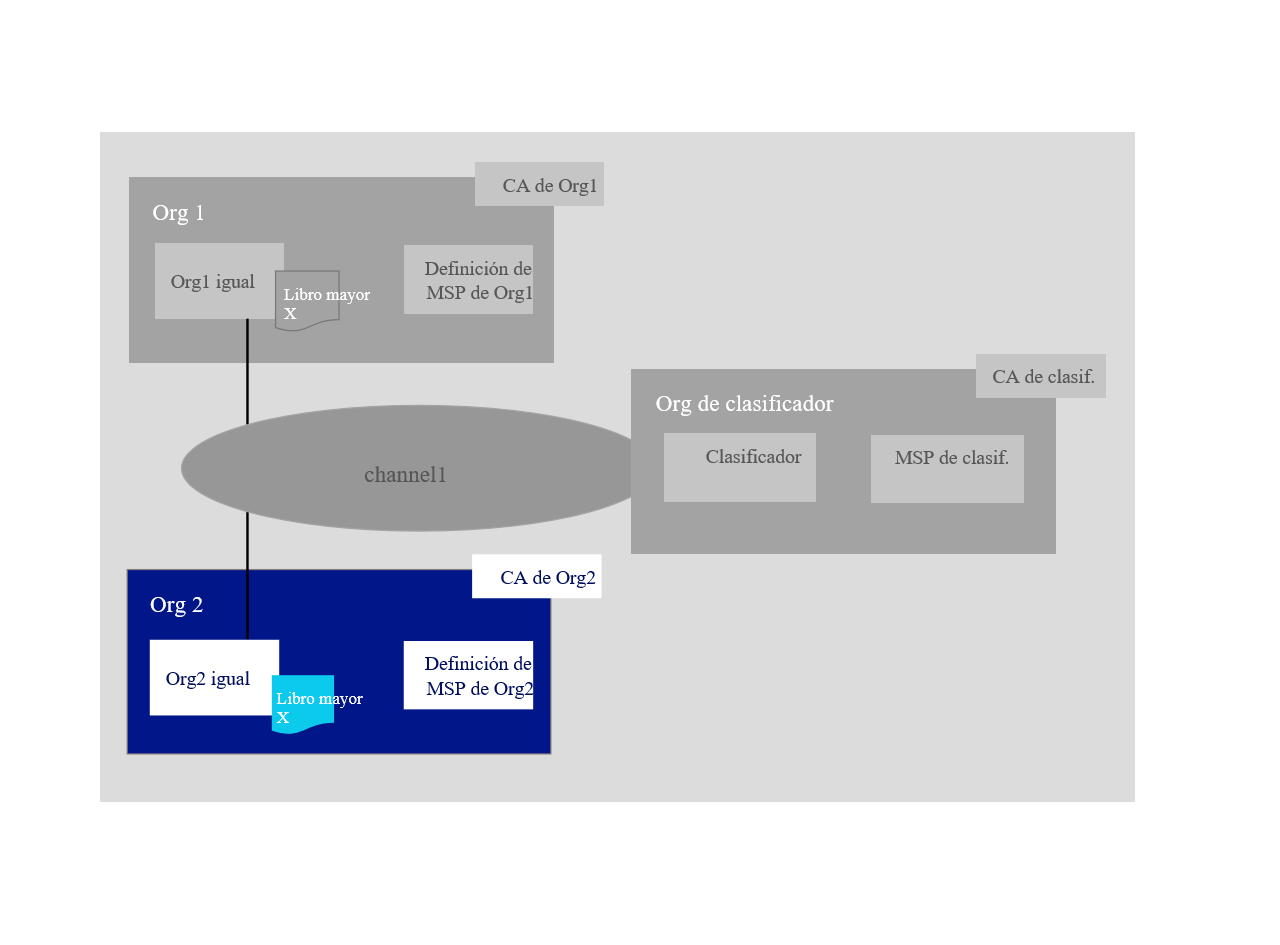 CA de Org1
Org 1
Org1 igual
Libro mayor
X
Definición de
MSP de Org1
CA de clasif.
Org de clasificador
Clasificador
MSP de clasif.
channel1
CA de Org2
Org 2
Org2 igual
Libro mayor
X
Definición de
MSP de Org2